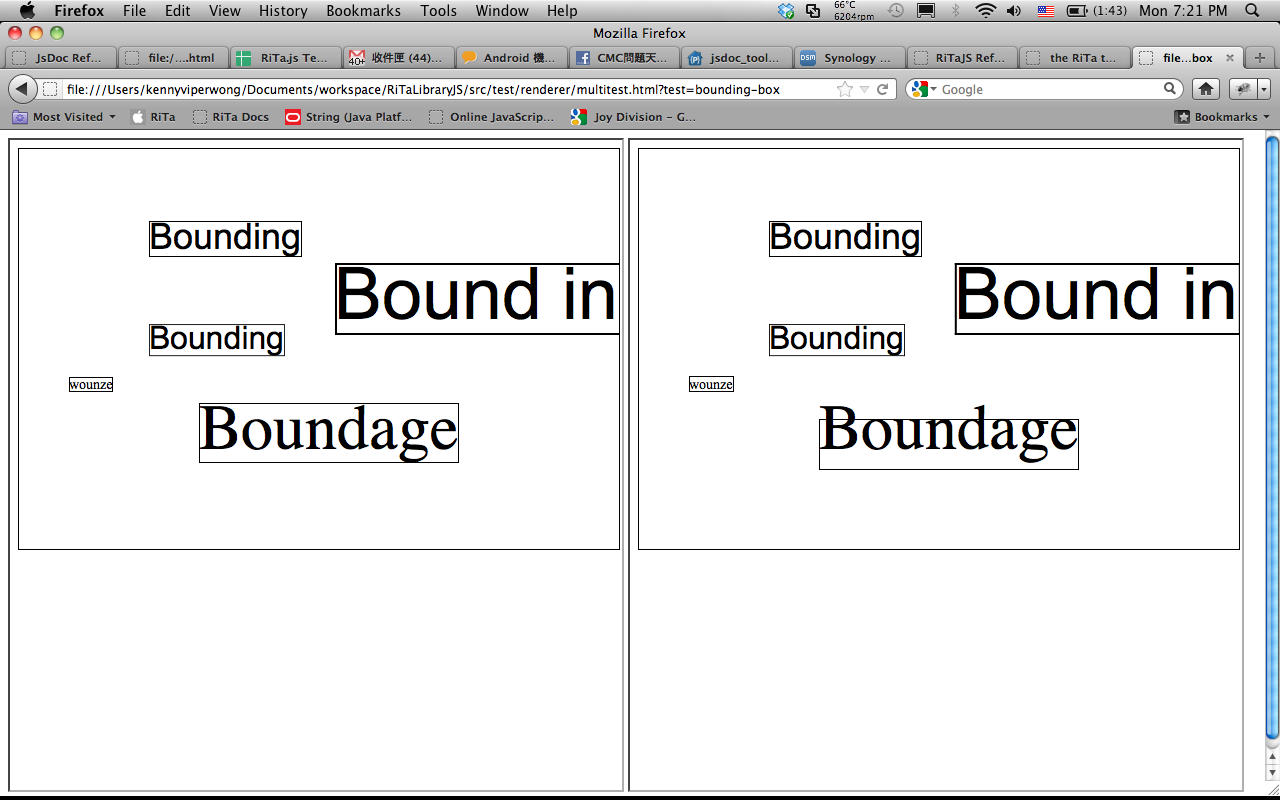 Firefox File Edit View History Bookmarks Tools Window Help 66°C 6204rpm (1:43) Mon 7:21 PM
Mozilla Firefox
JsDoc Ref... file:/....html RiTa.js Te... 40+ 收件匣 (44)... Android 機... CMC問題天... jsdoc_tool... DSM Synology ... RiTaJS Ref... the RiTa t... file...box
file:///Users/kennyviperwong/Documents/workspace/RiTaLibraryJS/src/test/renderer/multitest.html?test=bounding-box Google
Most Visited RiTa RiTa Docs String (Java Platf... Online JavaScrip... Joy Division – G... Bookmarks
Bounding
Bound in
Bounding
wounze
Boundage
Bounding
Bound in
Bounding
wounze
Boundage